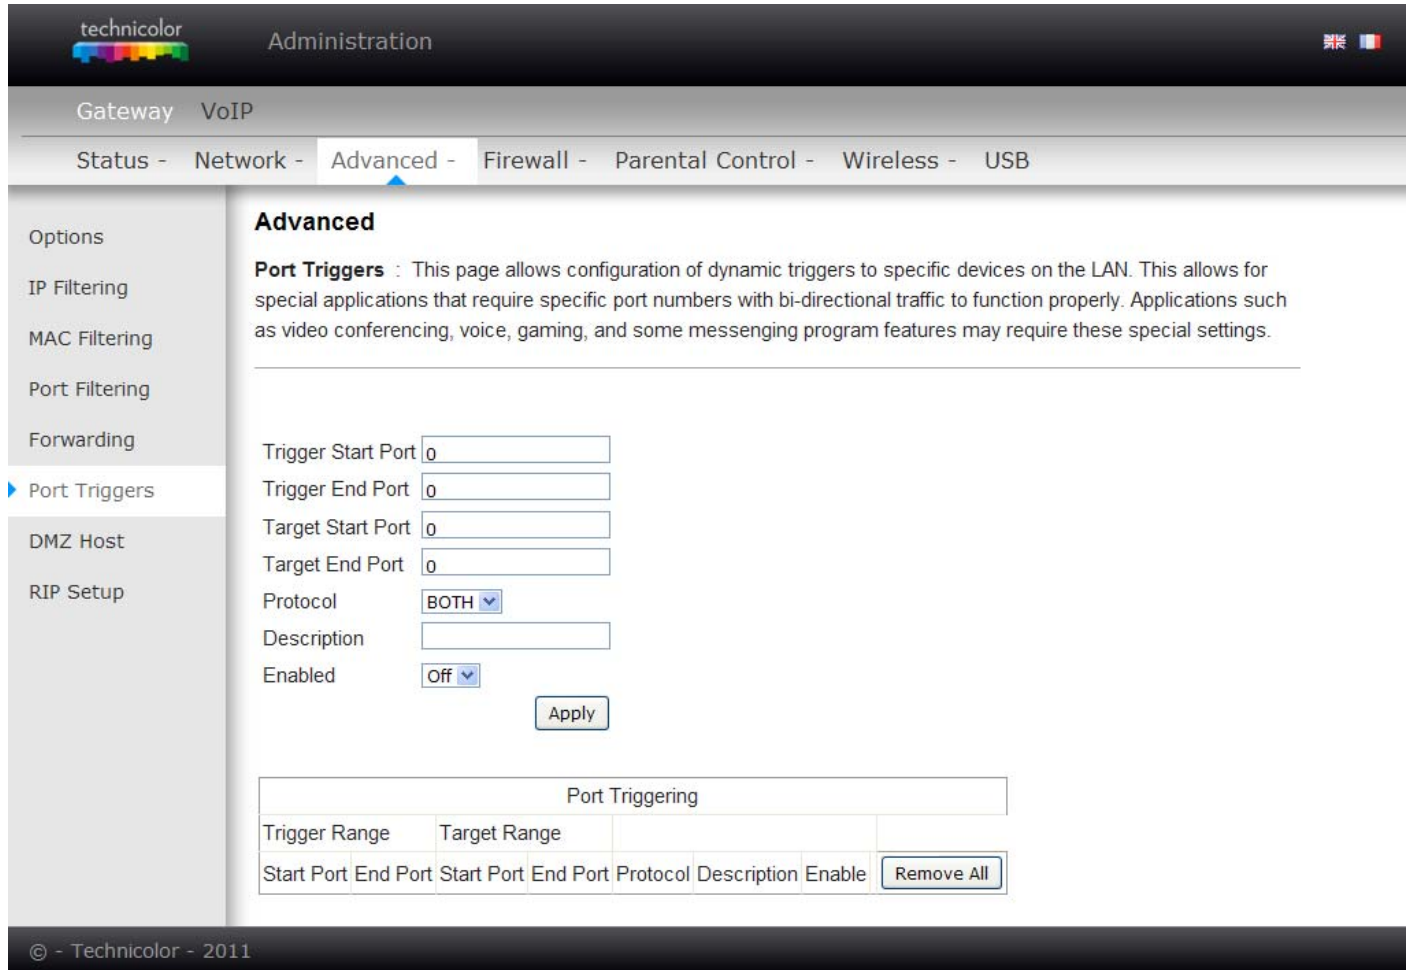 technicolor
Administration
Gateway VoIP
Status - Network - Advanced - Firewall - Parental Control - Wireless - USB
Options
IP Filtering
MAC Filtering
Port Filtering
Forwarding
Port Triggers
DMZ Host
RIP Setup
Advanced
Port Triggers : This page allows configuration of dynamic triggers to specific devices on the LAN. This allows for
special applications that require specific port numbers with bi-directional traffic to function properly. Applications such
as video conferencing, voice, gaming, and some messenging program features may require these special settings.
Trigger Start Port 0
Trigger End Port 0
Target Start Port 0
Target End Port 0
Protocol BOTH
Description
Enabled Off
Apply
Port Triggering
Trigger Range Target Range
Start Port End Port Start Port End Port Protocol Description Enable Remove All
© - Technicolor - 2011